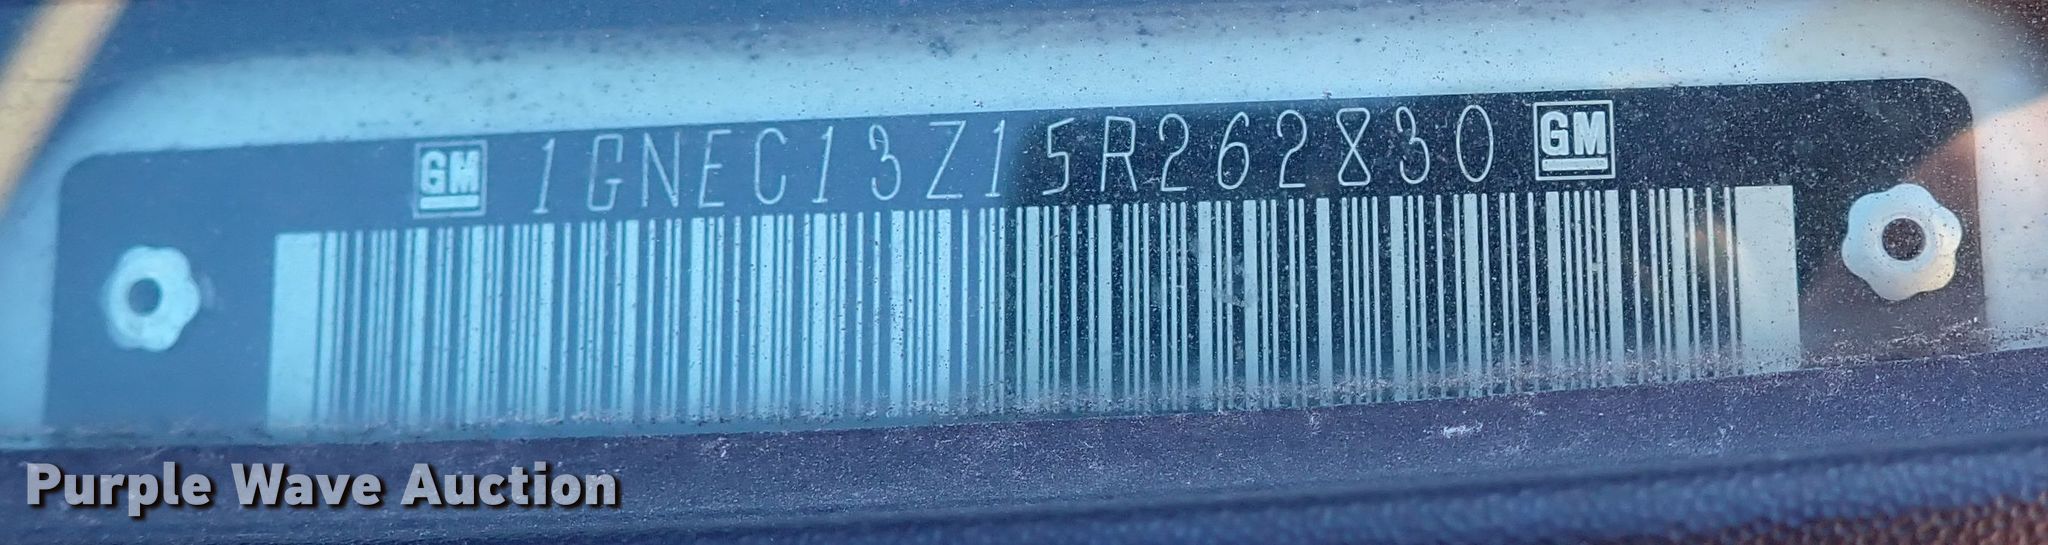 GM 1GNEC13Z15R262830 GM
Purple Wave Auction